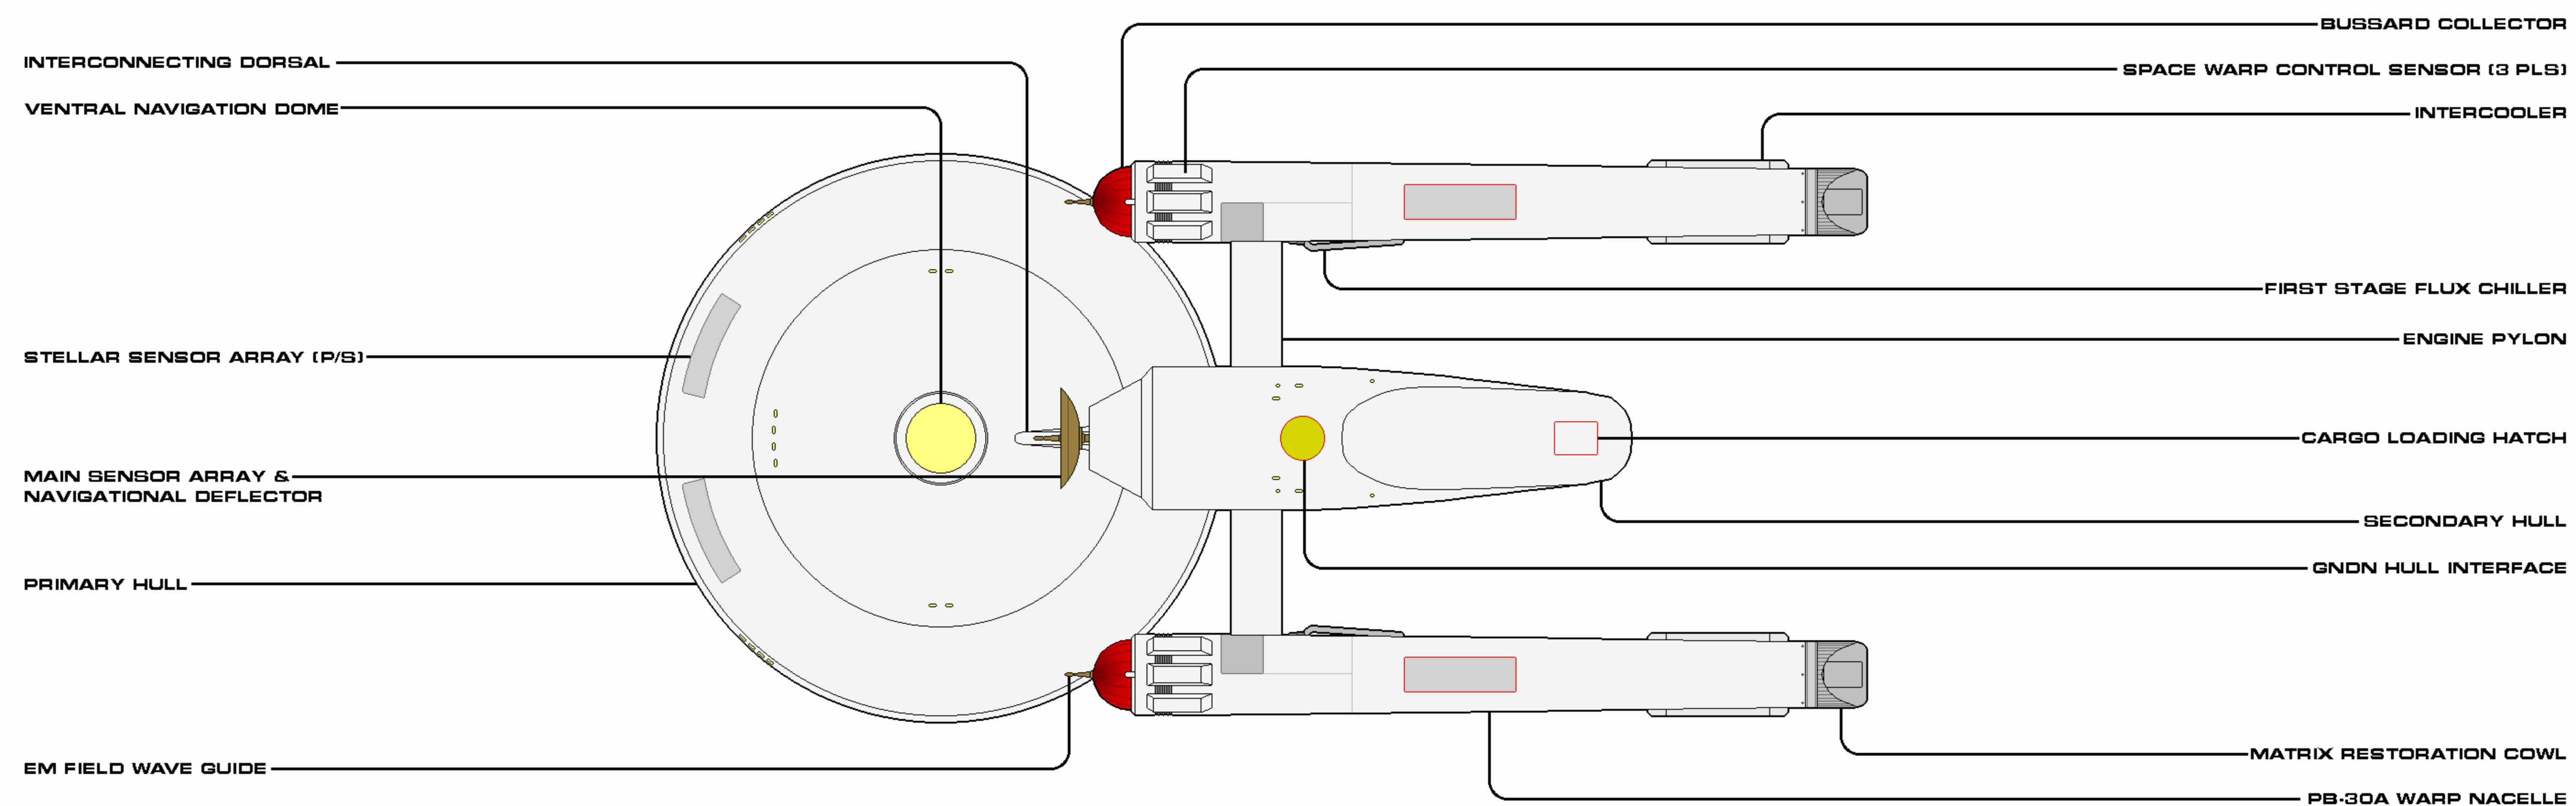 BUSSARD COLLECTOR
INTERCONNECTING DORSAL
SPACE WARP CONTROL SENSOR (3 PLS)
VENTRAL NAVIGATION DOME
INTERCOOLER
FIRST STAGE FLUX CHILLER
ENGINE PYLON
STELLAR SENSOR ARRAY (P/S)
CARGO LOADING HATCH
MAIN SENSOR ARRAY &
NAVIGATIONAL DEFLECTOR
SECONDARY HULL
GNDN HULL INTERFACE
PRIMARY HULL
MATRIX RESTORATION COWL
EM FIELD WAVE GUIDE
PB-30A WARP NACELLE